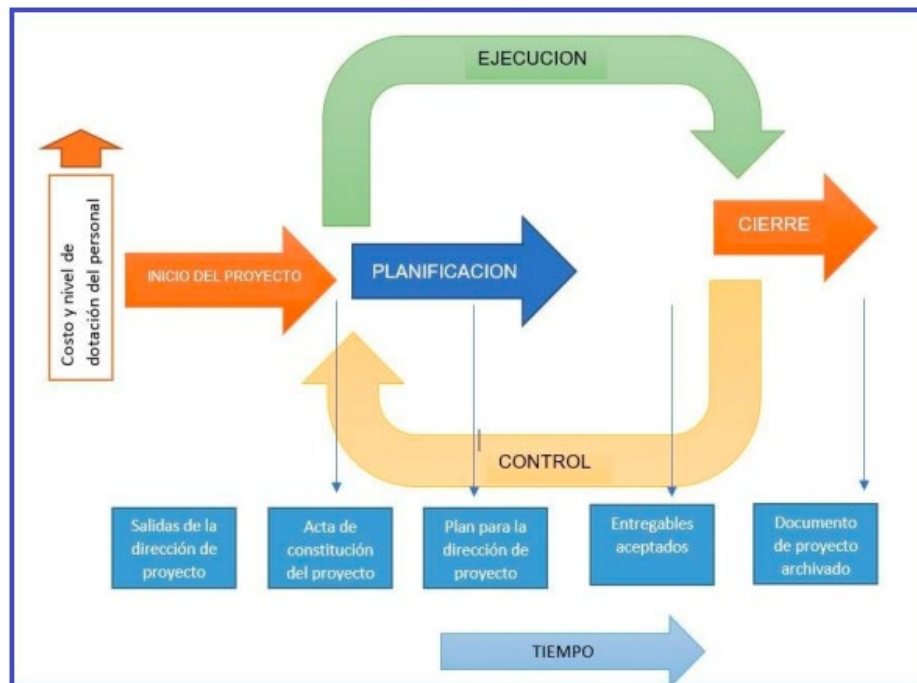 EJECUCION
Costo y nivel de
dotación del personal
INICIO DEL PROYECTO
PLANIFICACION
CIERRE
CONTROL
Salidas de la
dirección de
proyecto
Acta de
constitución
del proyecto
Plan para la
dirección de
proyecto
Entregables
aceptados
Documento
de proyecto
archivado
TIEMPO